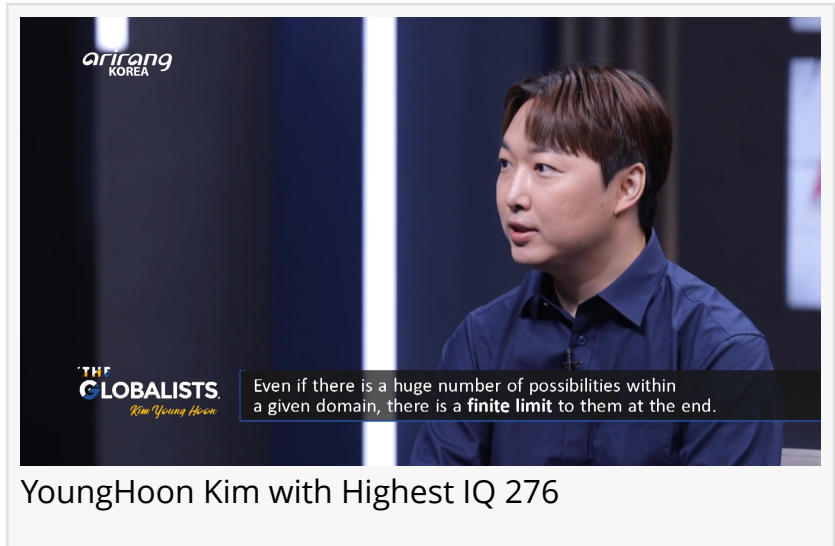 arirang
KOREA
THE
GLOBALISTS.
Kim Young Hoon
Even if there is a huge number of possibilities within
a given domain, there is a finite limit to them at the end.
YoungHoon Kim with Highest IQ 276